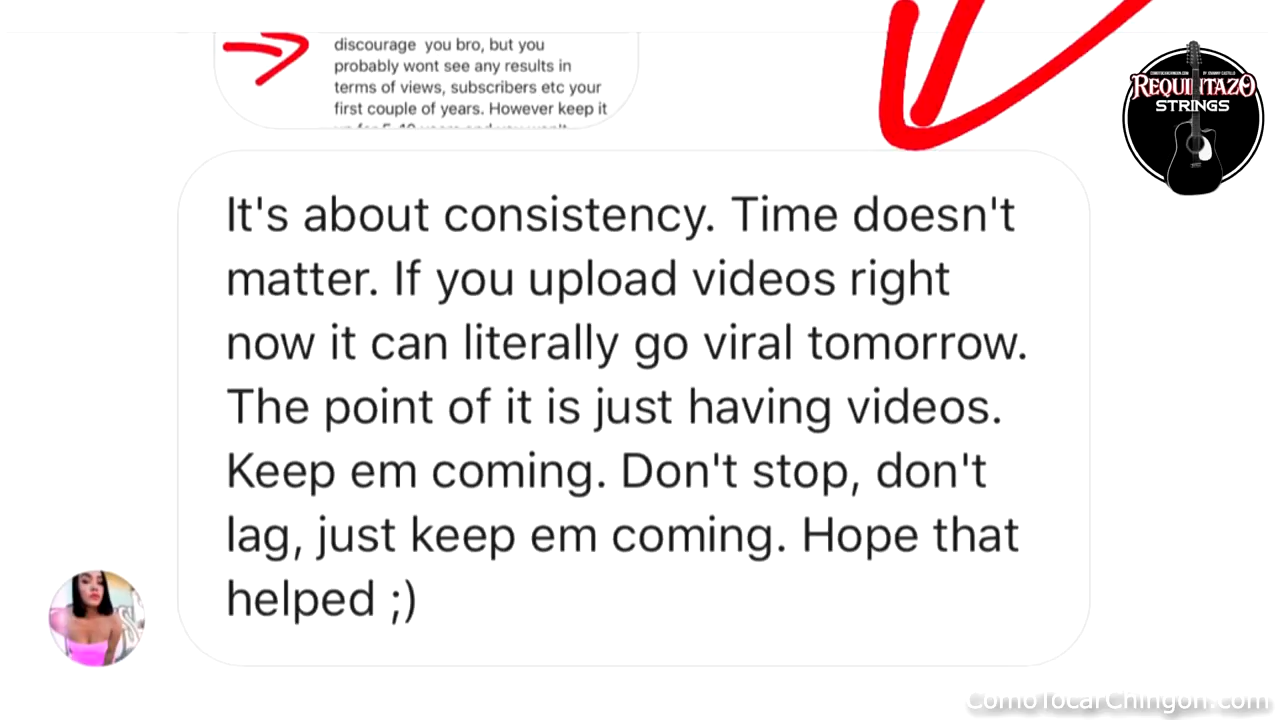 discourage  you bro, but you
probably wont see any results in
terms of views, subscribers etc your
first couple of years. However keep it
REQUINTAZO
STRINGS
It's about consistency. Time doesn't
matter. If you upload videos right
now it can literally go viral tomorrow.
The point of it is just having videos.
Keep em coming. Don't stop, don't
lag, just keep em coming. Hope that
helped ;)
ComoTocarChingon.com